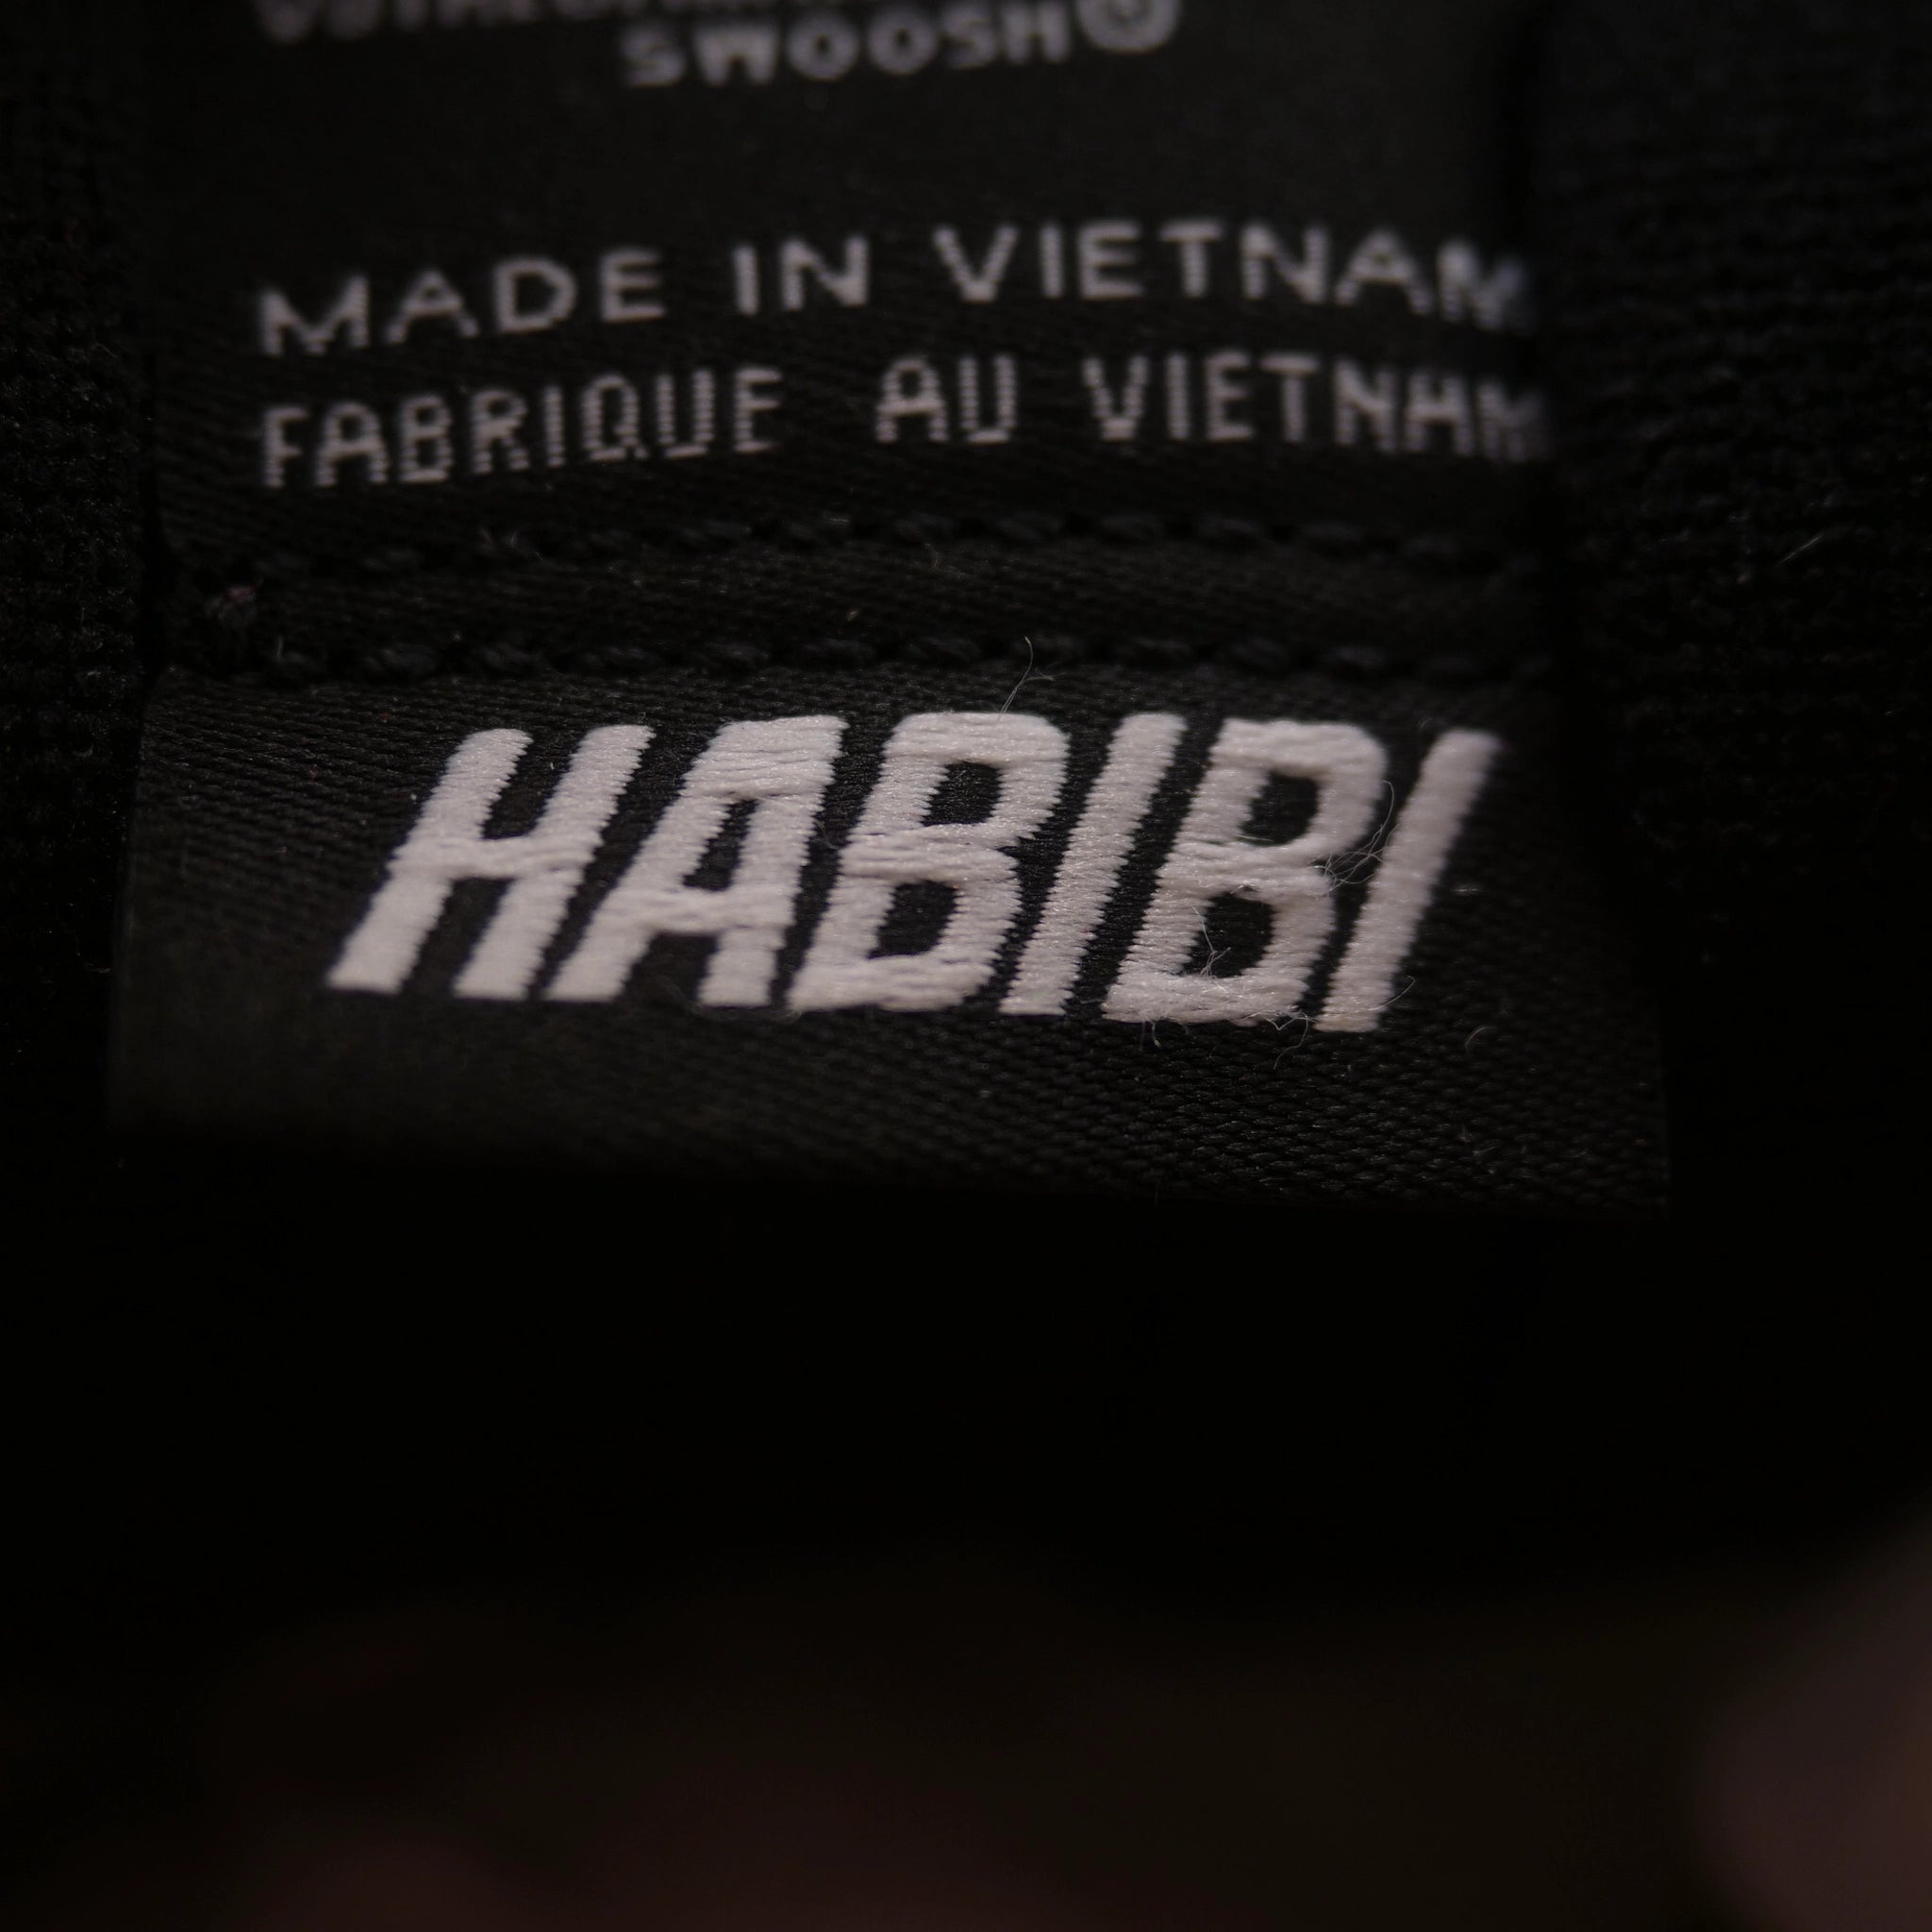 SWOOSH®
MADE IN VIETNAM
FABRIQUE AU VIETNAM
HABIBI